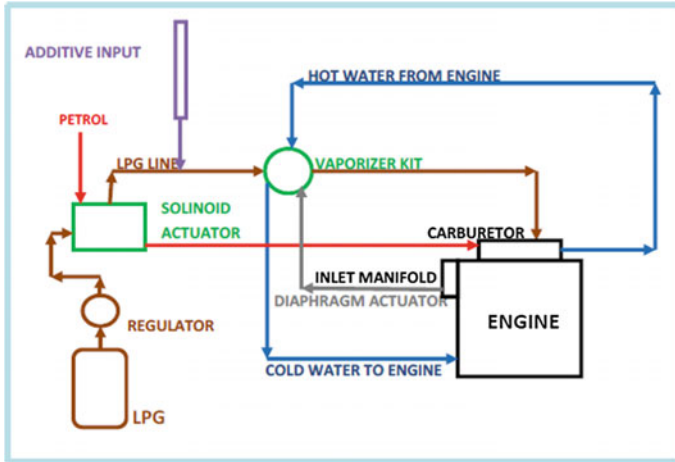 ADDITIVE INPUT
HOT WATER FROM ENGINE
PETROL
LPG LINE
VAPORIZER KIT
SOLINOID
ACTUATOR
CARBURETOR
INLET MANIFOLD
DIAPHRAGM ACTUATOR
REGULATOR
ENGINE
COLD WATER TO ENGINE
LPG